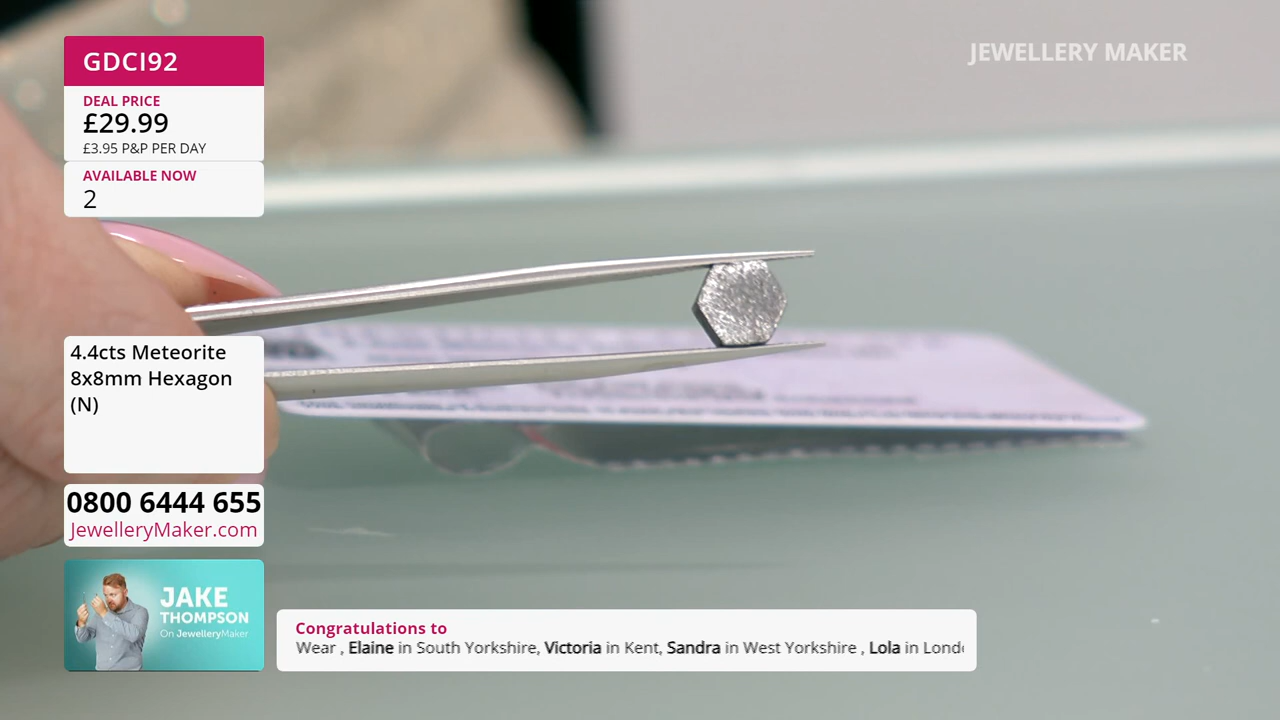 GDCI92
JEWELLERY MAKER
DEAL PRICE
£29.99
£3.95 P&P PER DAY
AVAILABLE NOW
2
4.4cts Meteorite
8x8mm Hexagon
(N)
0800 6444 655
JewelleryMaker.com
JAKE
THOMPSON
On JewelleryMaker
Congratulations to
Wear , Elaine in South Yorkshire, Victoria in Kent, Sandra in West Yorkshire , Lola in Lond